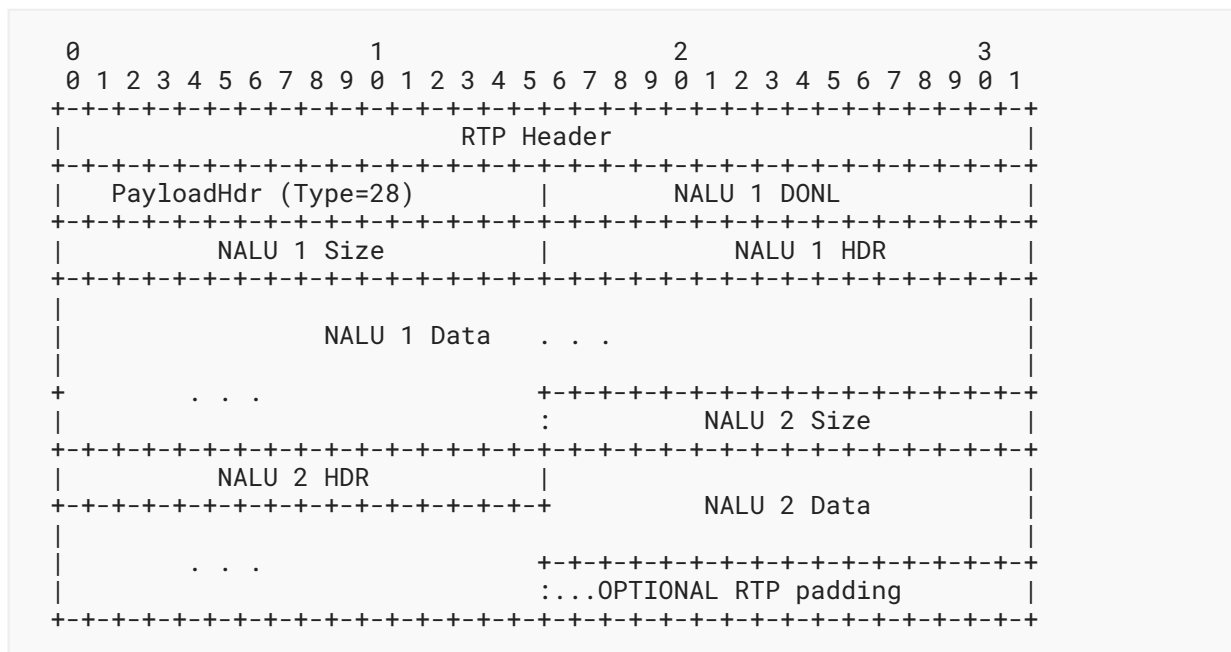 0                   1                   2                   3
 0 1 2 3 4 5 6 7 8 9 0 1 2 3 4 5 6 7 8 9 0 1 2 3 4 5 6 7 8 9 0 1
+-+-+-+-+-+-+-+-+-+-+-+-+-+-+-+-+-+-+-+-+-+-+-+-+-+-+-+-+-+-+-+-+
|                          RTP Header                           |
+-+-+-+-+-+-+-+-+-+-+-+-+-+-+-+-+-+-+-+-+-+-+-+-+-+-+-+-+-+-+-+-+
|   PayloadHdr (Type=28)        |        NALU 1 DONL            |
+-+-+-+-+-+-+-+-+-+-+-+-+-+-+-+-+-+-+-+-+-+-+-+-+-+-+-+-+-+-+-+-+
|          NALU 1 Size          |            NALU 1 HDR         |
+-+-+-+-+-+-+-+-+-+-+-+-+-+-+-+-+-+-+-+-+-+-+-+-+-+-+-+-+-+-+-+-+
|                                                               |
|                 NALU 1 Data   . . .                           |
|                                                               |
+        . . .                  +-+-+-+-+-+-+-+-+-+-+-+-+-+-+-+-+
|                               :          NALU 2 Size          |
+-+-+-+-+-+-+-+-+-+-+-+-+-+-+-+-+-+-+-+-+-+-+-+-+-+-+-+-+-+-+-+-+
|          NALU 2 HDR           |                               |
+-+-+-+-+-+-+-+-+-+-+-+-+-+-+-+-+          NALU 2 Data          |
|                                                               |
|        . . .                  +-+-+-+-+-+-+-+-+-+-+-+-+-+-+-+-+
|                               :...OPTIONAL RTP padding        |
+-+-+-+-+-+-+-+-+-+-+-+-+-+-+-+-+-+-+-+-+-+-+-+-+-+-+-+-+-+-+-+-+